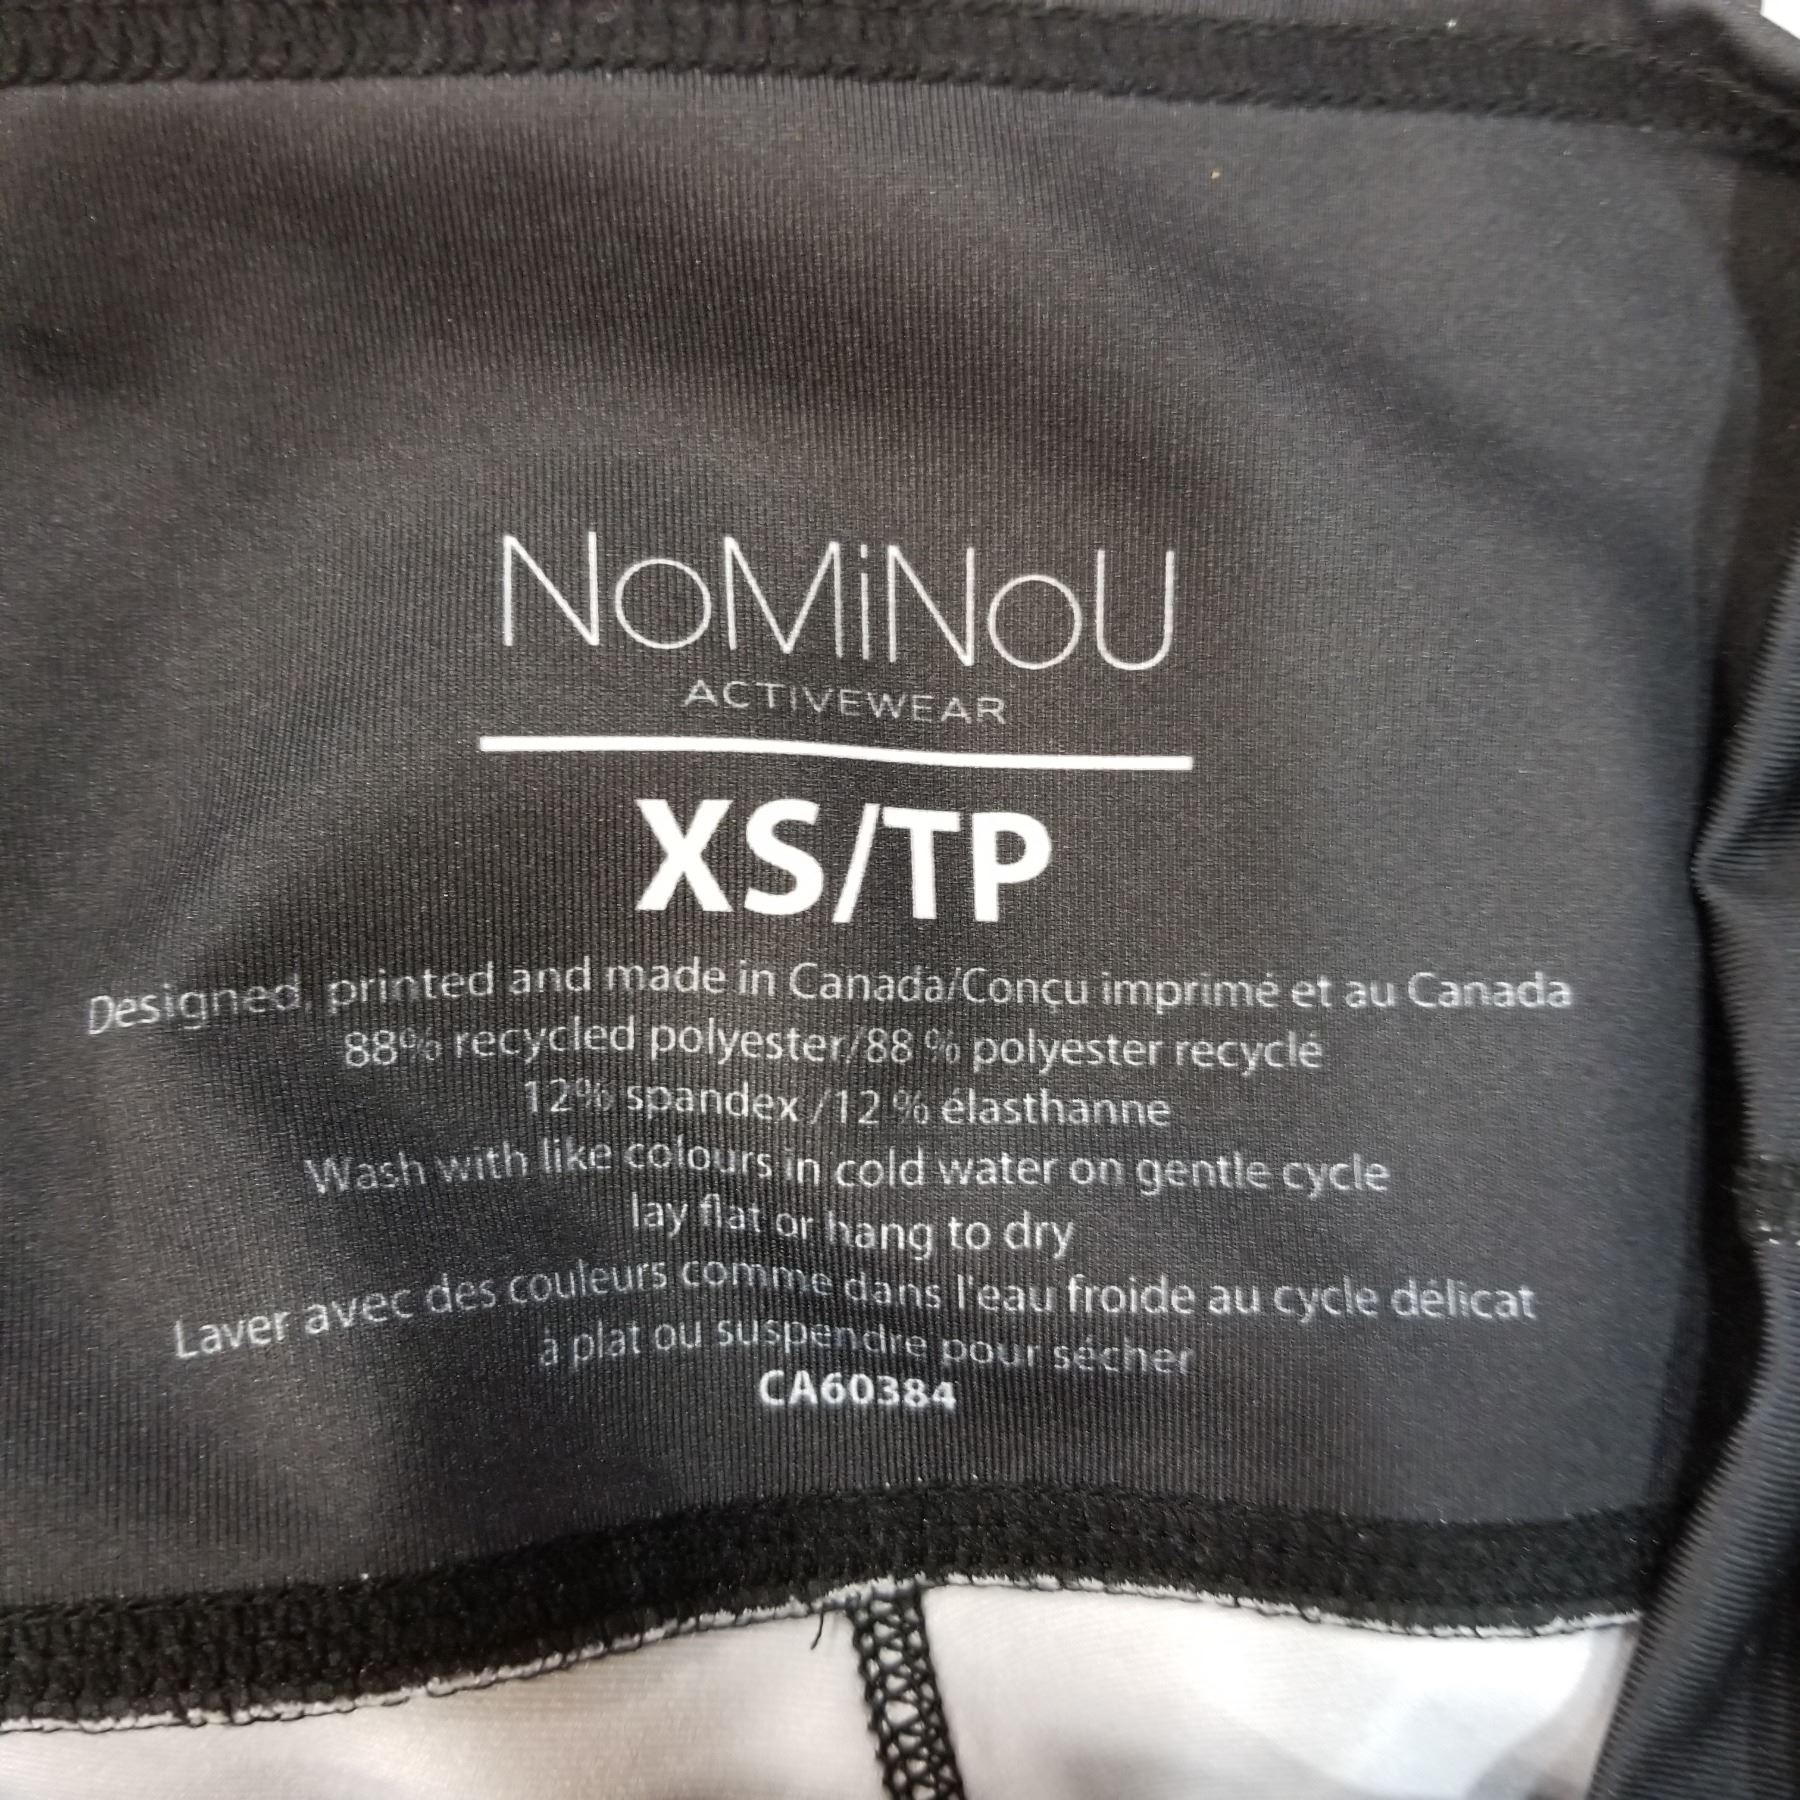 NoMiNoU
ACTIVEWEAR
XS/TP
Designed, printed and made in Canada/Conçu imprimé et au Canada
88% recycled polyester/88 % polyester recyclé
12% spandex/12 % élasthanne
Wash with like colours in cold water on gentle cycle
lay flat or hang to dry
Laver avec des couleurs comme dans l'eau froide au cycle délicat
à plat ou suspendre pour sécher
CA60384